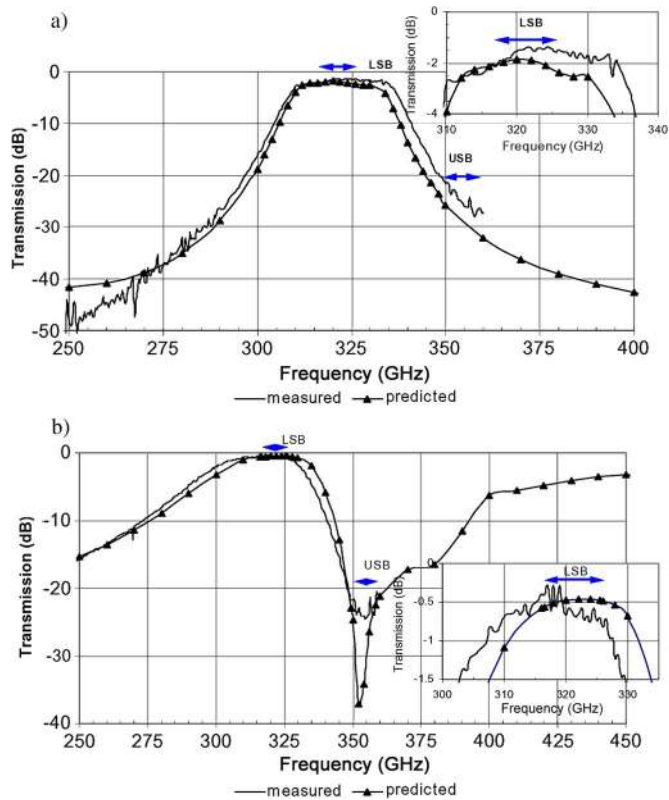 a)
LSB
USB
0
-10
-20
-30
-40
-50
Transmission (dB)
250 275 300 325 350 375 400
Frequency (GHz)
measured predicted
LSB
0
-2
-4
Transmission (dB)
310 320 330 340
Frequency (GHz)
b)
LSB
USB
0
-10
-20
-30
-40
Transmission (dB)
250 275 300 325 350 375 400 425 450
Frequency (GHz)
measured predicted
LSB
0
-0.5
-1
-1.5
Transmission (dB)
300 310 320 330
Frequency (GHz)